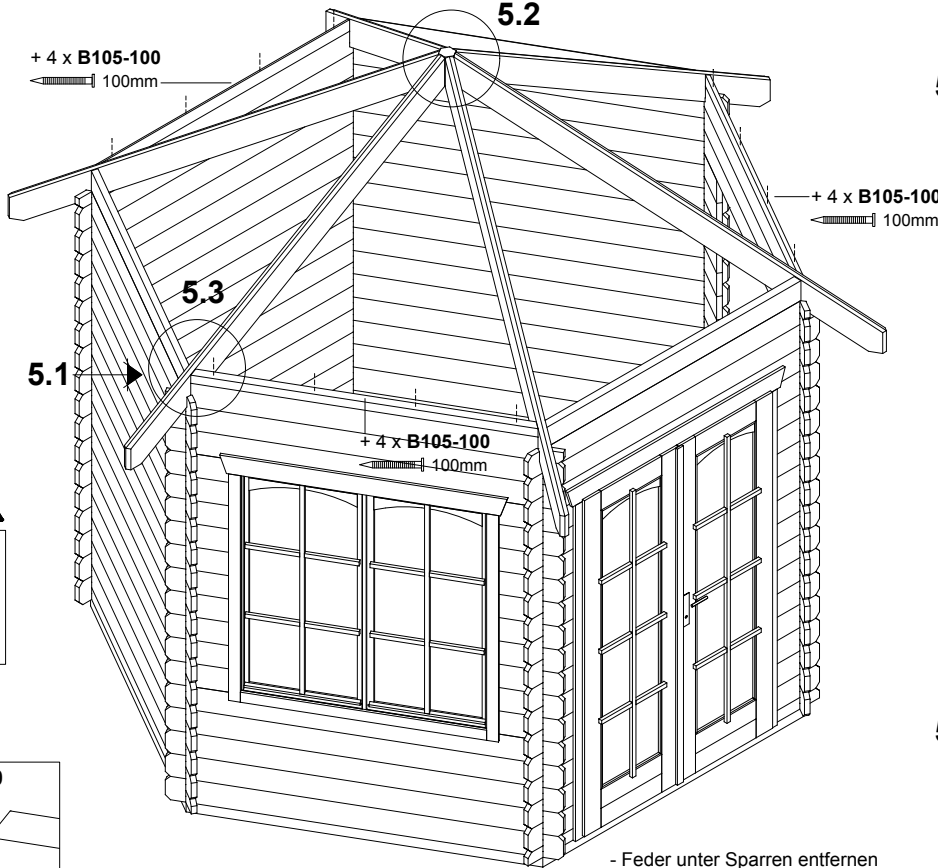 5.2
+ 4 x B105-100
100mm
+ 4 x B105-100
100mm
5.3
5.1
+ 4 x B105-100
100mm
- Feder unter Sparren entfernen